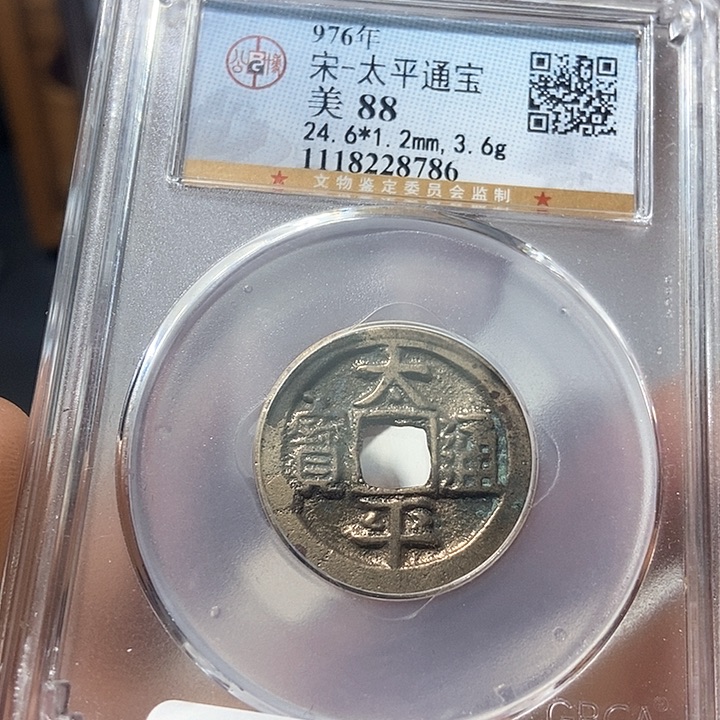 976年
宋-太平通宝
美 88
24.6*1.2mm,3.6g
1118228786
文物鉴定委员会监制
太平通寳